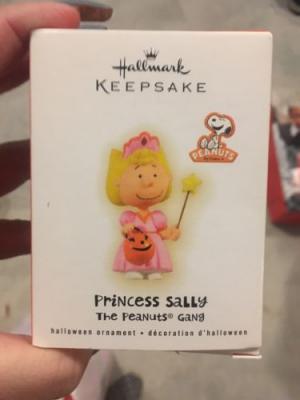 Hallmark
KEEPSAKE
PEANUTS
Princess Sally
The Peanuts® Gang
halloween ornament • décoration d'halloween